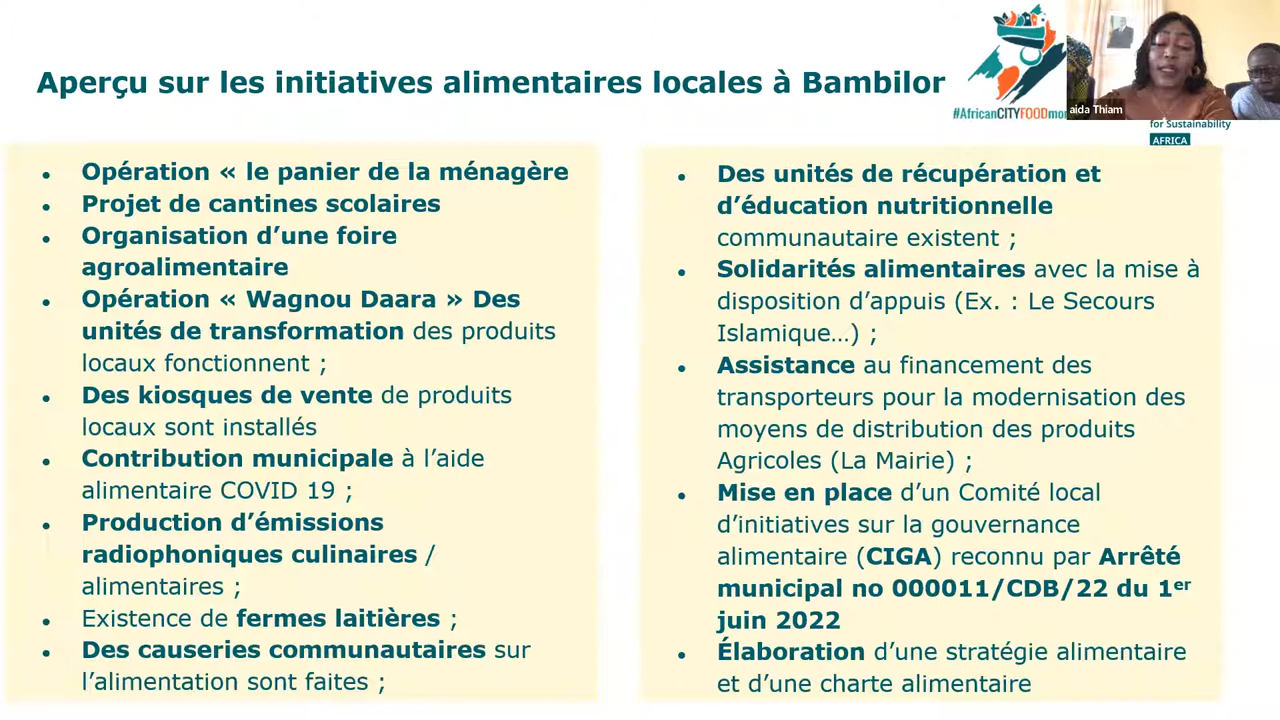 Aperçu sur les initiatives alimentaires locales à Bambilor
#AfricanCITYFOOD
aida Thiam
for Sustainability
AFRICA
• Opération « le panier de la ménagère
• Projet de cantines scolaires
• Organisation d’une foire
agroalimentaire
• Opération « Wagnou Daara » Des
unités de transformation des produits
locaux fonctionnent ;
• Des kiosques de vente de produits
locaux sont installés
• Contribution municipale à l’aide
alimentaire COVID 19 ;
• Production d’émissions
radiophoniques culinaires /
alimentaires ;
• Existence de fermes laitières ;
• Des causeries communautaires sur
l’alimentation sont faites ;
• Des unités de récupération et
d’éducation nutritionnelle
communautaire existent ;
• Solidarités alimentaires avec la mise à
disposition d’appuis (Ex. : Le Secours
Islamique…) ;
• Assistance au financement des
transporteurs pour la modernisation des
moyens de distribution des produits
Agricoles (La Mairie) ;
• Mise en place d’un Comité local
d’initiatives sur la gouvernance
alimentaire (CIGA) reconnu par Arrêté
municipal no 000011/CDB/22 du 1er
juin 2022
• Élaboration d’une stratégie alimentaire
et d’une charte alimentaire